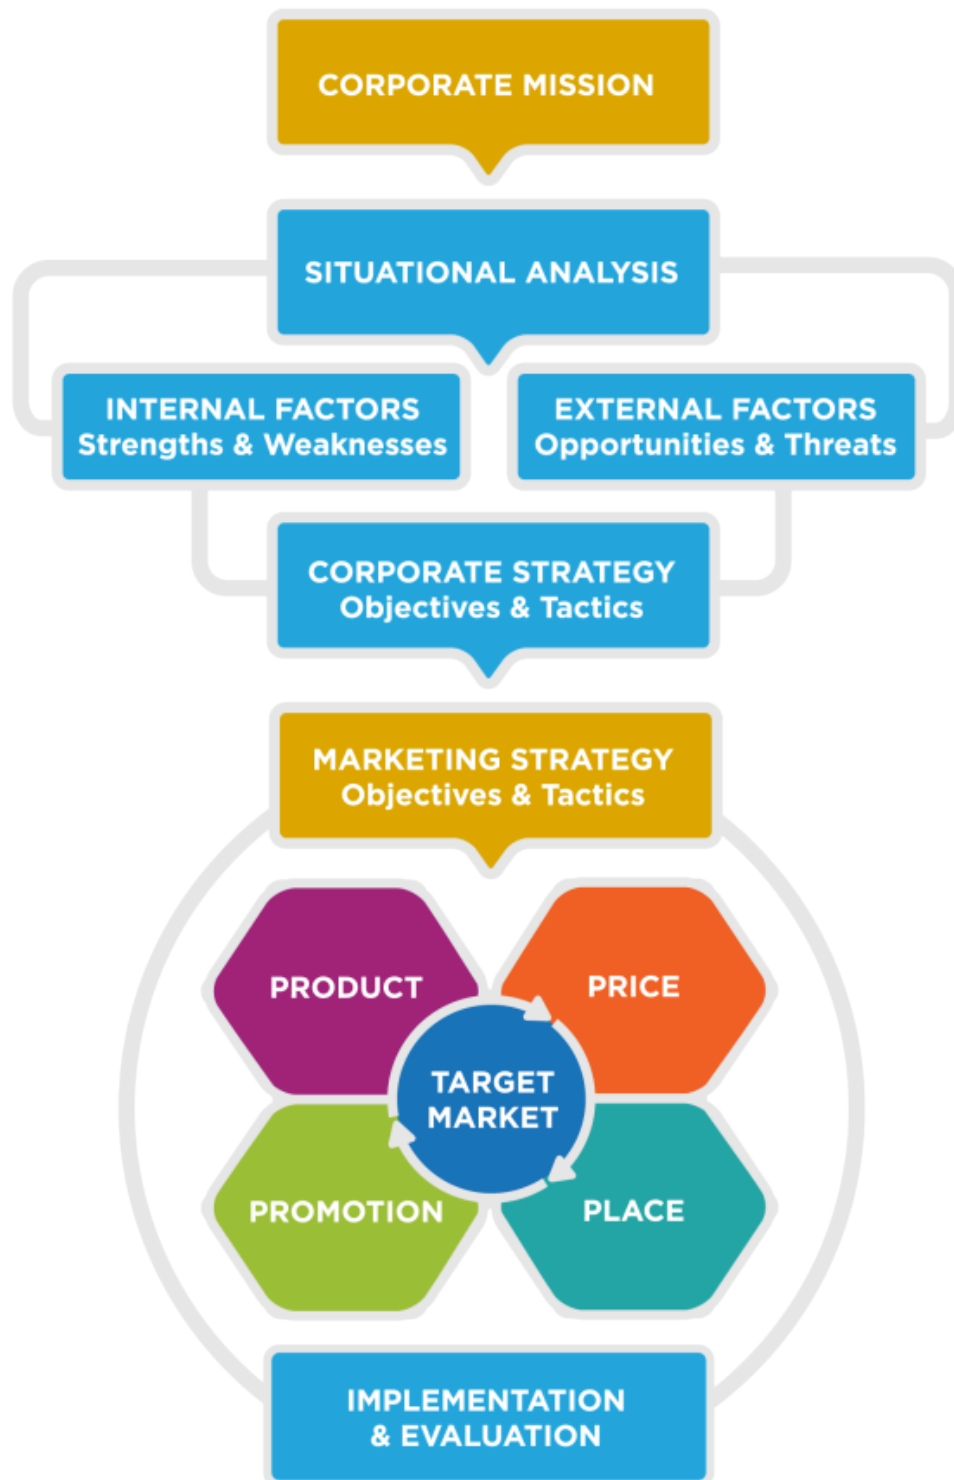 CORPORATE MISSION
SITUATIONAL ANALYSIS
INTERNAL FACTORS
Strengths & Weaknesses
EXTERNAL FACTORS
Opportunities & Threats
CORPORATE STRATEGY
Objectives & Tactics
MARKETING STRATEGY
Objectives & Tactics
PRODUCT
PRICE
TARGET
MARKET
PROMOTION
PLACE
IMPLEMENTATION
& EVALUATION